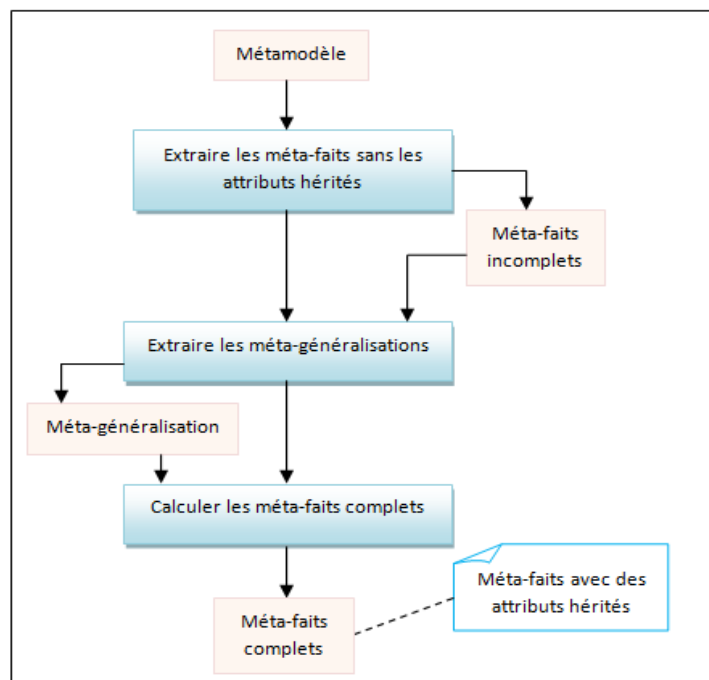 Métamodèle
Extraire les méta-faits sans les
attributs hérités
Méta-faits
incomplets
Extraire les méta-généralisations
Méta-généralisation
Calculer les méta-faits complets
Méta-faits avec des
attributs hérités
Méta-faits
complets